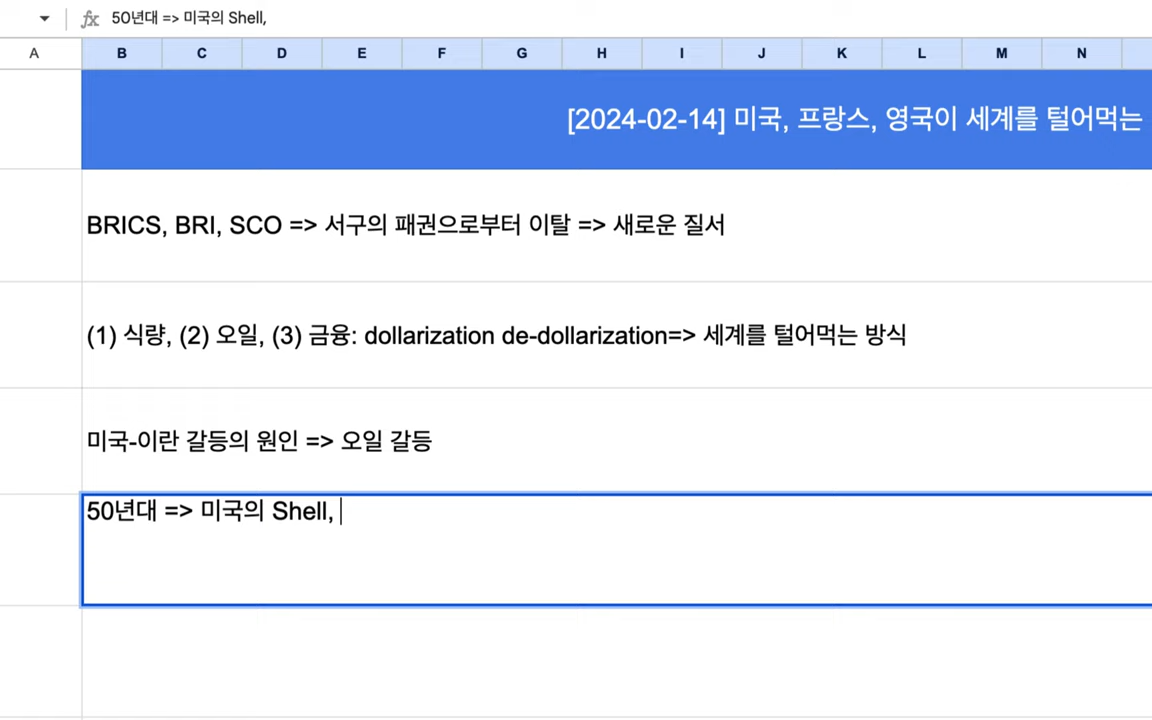 fx 50년대 => 미국의 Shell,
A B C D E F G H I J K L M N
[2024-02-14] 미국, 프랑스, 영국이 세계를 털어먹는
BRICS, BRI, SCO => 서구의 패권으로부터 이탈 => 새로운 질서
(1) 식량, (2) 오일, (3) 금융: dollarization de-dollarization=> 세계를 털어먹는 방식
미국-이란 갈등의 원인 => 오일 갈등
50년대 => 미국의 Shell,